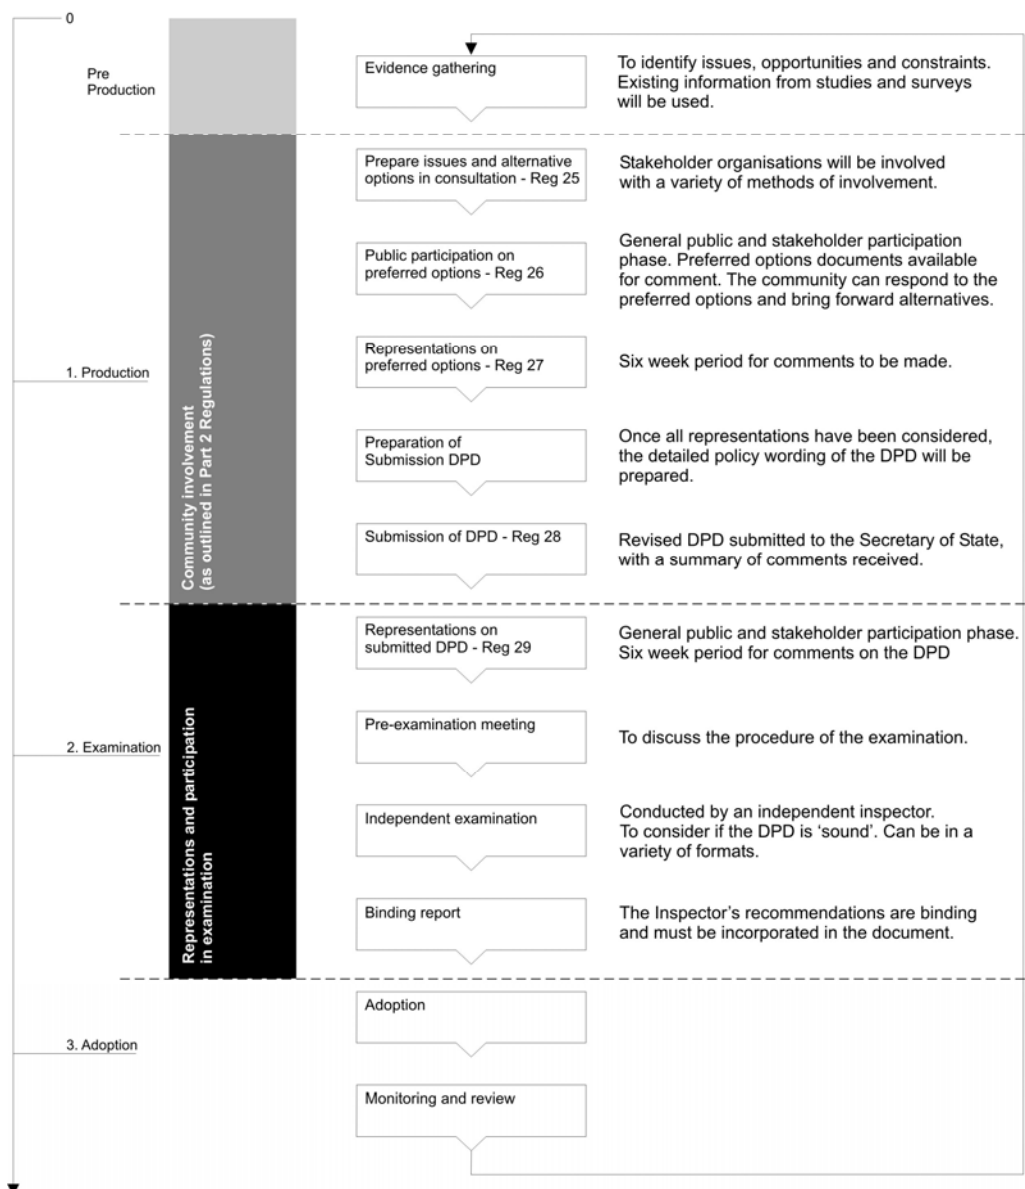 0
Pre
Production
Evidence gathering
To identify issues, opportunities and constraints.
Existing information from studies and surveys
will be used.
Prepare issues and alternative
options in consultation - Reg 25
Stakeholder organisations will be involved
with a variety of methods of involvement.
Public participation on
preferred options - Reg 26
General public and stakeholder participation
phase. Preferred options documents available
for comment. The community can respond to the
preferred options and bring forward alternatives.
1. Production
Community involvement
(as outlined in Part 2 Regulations)
Representations on
preferred options - Reg 27
Six week period for comments to be made.
Preparation of
Submission DPD
Once all representations have been considered,
the detailed policy wording of the DPD will be
prepared.
Submission of DPD - Reg 28
Revised DPD submitted to the Secretary of State,
with a summary of comments received.
Representations on
submitted DPD - Reg 29
General public and stakeholder participation phase.
Six week period for comments on the DPD
2. Examination
Representations and participation
in examination
Pre-examination meeting
To discuss the procedure of the examination.
Independent examination
Conducted by an independent inspector.
To consider if the DPD is ‘sound’. Can be in a
variety of formats.
Binding report
The Inspector’s recommendations are binding
and must be incorporated in the document.
3. Adoption
Adoption
Monitoring and review